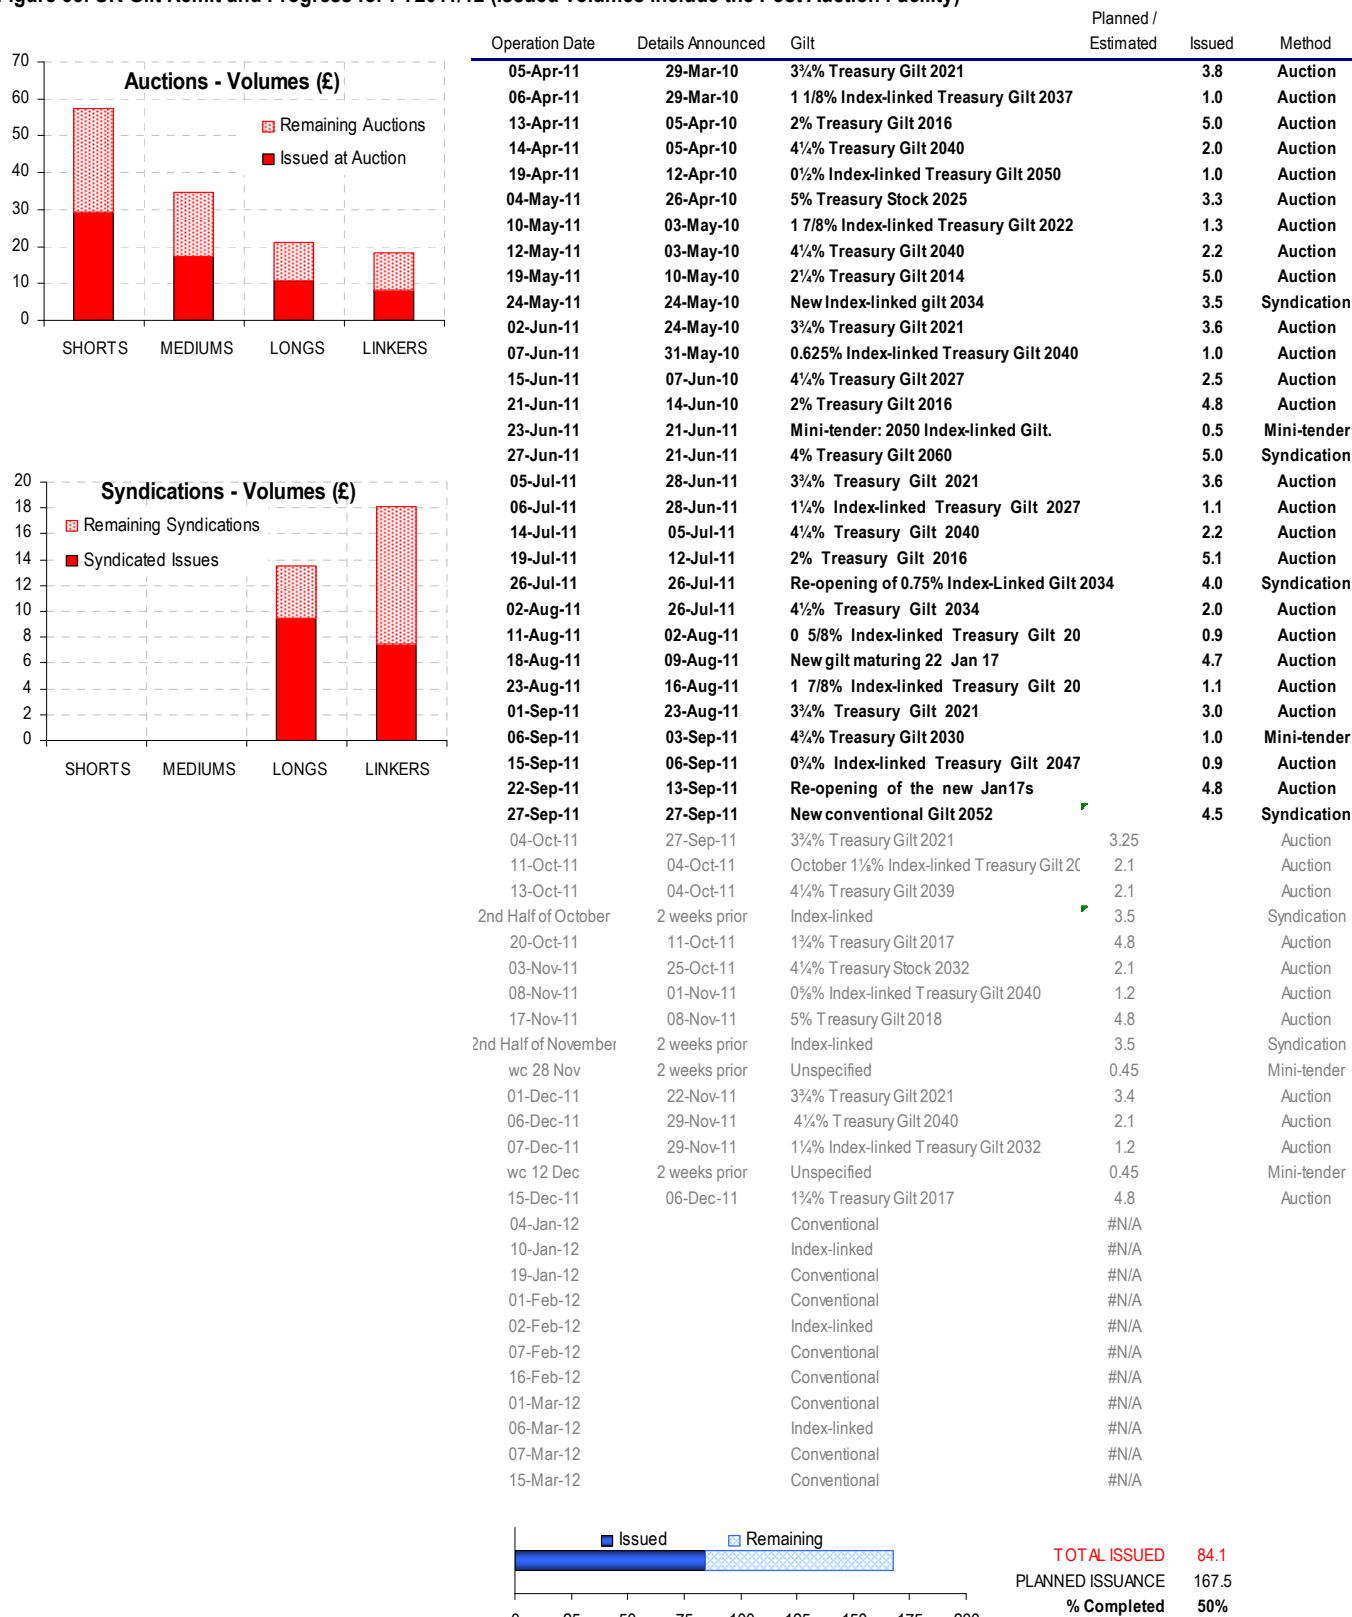 Planned /
Operation Date Details Announced Gilt Estimated Issued Method
05-Apr-11 29-Mar-10 3¾% Treasury Gilt 2021 3.8 Auction
06-Apr-11 29-Mar-10 1 1/8% Index-linked Treasury Gilt 2037 1.0 Auction
13-Apr-11 05-Apr-10 2% Treasury Gilt 2016 5.0 Auction
14-Apr-11 05-Apr-10 4¼% Treasury Gilt 2040 2.0 Auction
19-Apr-11 12-Apr-10 0½% Index-linked Treasury Gilt 2050 1.0 Auction
04-May-11 26-Apr-10 5% Treasury Stock 2025 3.3 Auction
10-May-11 03-May-10 1 7/8% Index-linked Treasury Gilt 2022 1.3 Auction
12-May-11 03-May-10 4¼% Treasury Gilt 2040 2.2 Auction
19-May-11 10-May-10 2¼% Treasury Gilt 2014 5.0 Auction
24-May-11 24-May-10 New Index-linked gilt 2034 3.5 Syndication
02-Jun-11 24-May-10 3¾% Treasury Gilt 2021 3.6 Auction
07-Jun-11 31-May-10 0.625% Index-linked Treasury Gilt 2040 1.0 Auction
15-Jun-11 07-Jun-10 4¼% Treasury Gilt 2027 2.5 Auction
21-Jun-11 14-Jun-10 2% Treasury Gilt 2016 4.8 Auction
23-Jun-11 21-Jun-11 Mini-tender: 2050 Index-linked Gilt. 0.5 Mini-tender
27-Jun-11 21-Jun-11 4% Treasury Gilt 2060 5.0 Syndication
05-Jul-11 28-Jun-11 3¾% Treasury Gilt 2021 3.6 Auction
06-Jul-11 28-Jun-11 1¼% Index-linked Treasury Gilt 2027 1.1 Auction
14-Jul-11 05-Jul-11 4¼% Treasury Gilt 2040 2.2 Auction
19-Jul-11 12-Jul-11 2% Treasury Gilt 2016 5.1 Auction
26-Jul-11 26-Jul-11 Re-opening of 0.75% Index-Linked Gilt 2034 4.0 Syndication
02-Aug-11 26-Jul-11 4½% Treasury Gilt 2034 2.0 Auction
11-Aug-11 02-Aug-11 0 5/8% Index-linked Treasury Gilt 20 0.9 Auction
18-Aug-11 09-Aug-11 New gilt maturing 22 Jan 17 4.7 Auction
23-Aug-11 16-Aug-11 1 7/8% Index-linked Treasury Gilt 20 1.1 Auction
01-Sep-11 23-Aug-11 3¾% Treasury Gilt 2021 3.0 Auction
06-Sep-11 03-Sep-11 4¾% Treasury Gilt 2030 1.0 Mini-tender
15-Sep-11 06-Sep-11 0¾% Index-linked Treasury Gilt 2047 0.9 Auction
22-Sep-11 13-Sep-11 Re-opening of the new Jan17s 4.8 Auction
27-Sep-11 27-Sep-11 New conventional Gilt 2052 4.5 Syndication
04-Oct-11 27-Sep-11 3¾% Treasury Gilt 2021 3.25 Auction
11-Oct-11 04-Oct-11 October 1⅛% Index-linked Treasury Gilt 2.1 Auction
13-Oct-11 04-Oct-11 4¼% Treasury Gilt 2039 2.1 Auction
2nd Half of October 2 weeks prior Index-linked 3.5 Syndication
20-Oct-11 11-Oct-11 1¾% Treasury Gilt 2017 4.8 Auction
03-Nov-11 25-Oct-11 4¼% Treasury Stock 2032 2.1 Auction
08-Nov-11 01-Nov-11 0⅝% Index-linked Treasury Gilt 2040 1.2 Auction
17-Nov-11 08-Nov-11 5% Treasury Gilt 2018 4.8 Auction
2nd Half of November 2 weeks prior Index-linked 3.5 Syndication
wc 28 Nov 2 weeks prior Unspecified 0.45 Mini-tender
01-Dec-11 22-Nov-11 3¾% Treasury Gilt 2021 3.4 Auction
06-Dec-11 29-Nov-11 4¼% Treasury Gilt 2040 2.1 Auction
07-Dec-11 29-Nov-11 1¼% Index-linked Treasury Gilt 2032 1.2 Auction
wc 12 Dec 2 weeks prior Unspecified 0.45 Mini-tender
15-Dec-11 06-Dec-11 1¾% Treasury Gilt 2017 4.8 Auction
04-Jan-12 Conventional #N/A
10-Jan-12 Index-linked #N/A
19-Jan-12 Conventional #N/A
01-Feb-12 Conventional #N/A
02-Feb-12 Index-linked #N/A
07-Feb-12 Conventional #N/A
16-Feb-12 Conventional #N/A
01-Mar-12 Conventional #N/A
06-Mar-12 Index-linked #N/A
07-Mar-12 Conventional #N/A
15-Mar-12 Conventional #N/A
Auctions - Volumes (£)
Remaining Auctions
Issued at Auction
70
60
50
40
30
20
10
0
SHORTS MEDIUMS LONGS LINKERS
Syndications - Volumes (£)
Remaining Syndications
Syndicated Issues
20
18
16
14
12
10
8
6
4
2
0
SHORTS MEDIUMS LONGS LINKERS
Issued Remaining
TOTAL ISSUED 84.1
PLANNED ISSUANCE 167.5
% Completed 50%